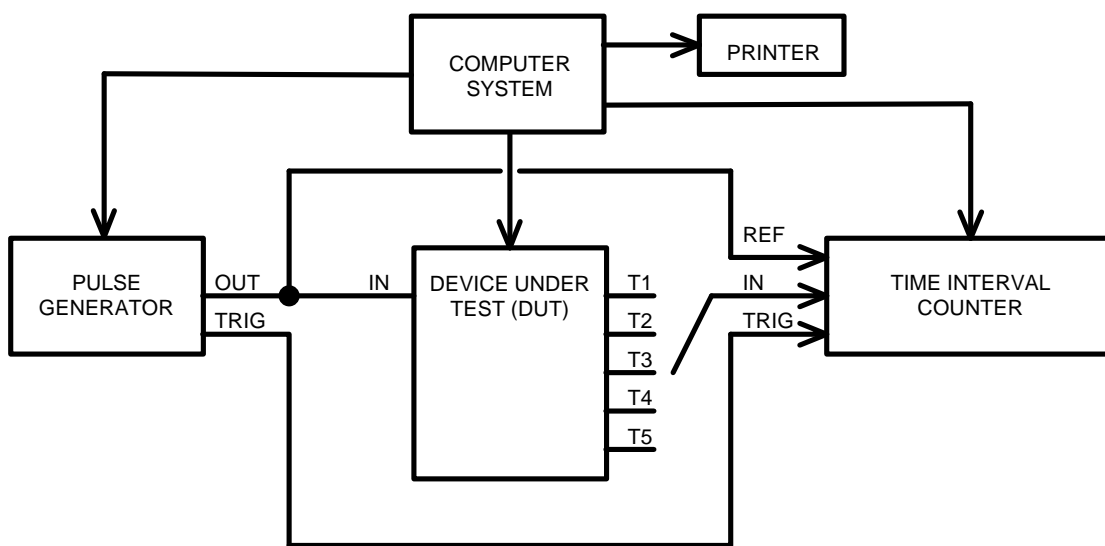 COMPUTER
SYSTEM
PRINTER
PULSE
GENERATOR
OUT
TRIG
IN
DEVICE UNDER
TEST (DUT)
T1
T2
T3
T4
T5
REF
IN
TRIG
TIME INTERVAL
COUNTER